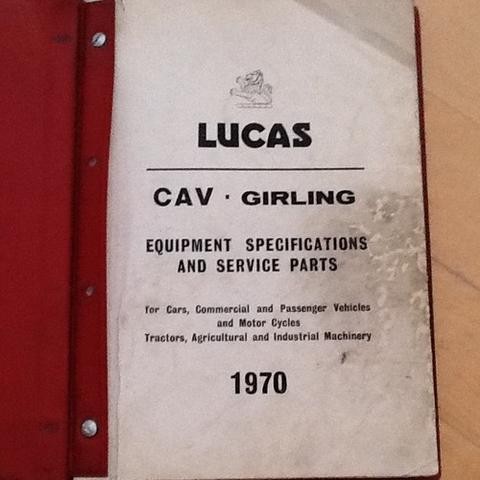 LUCAS
CAV · GIRLING
EQUIPMENT SPECIFICATIONS
AND SERVICE PARTS
for Cars, Commercial and Passenger Vehicles
and Motor Cycles
Tractors, Agricultural and Industrial Machinery
1970